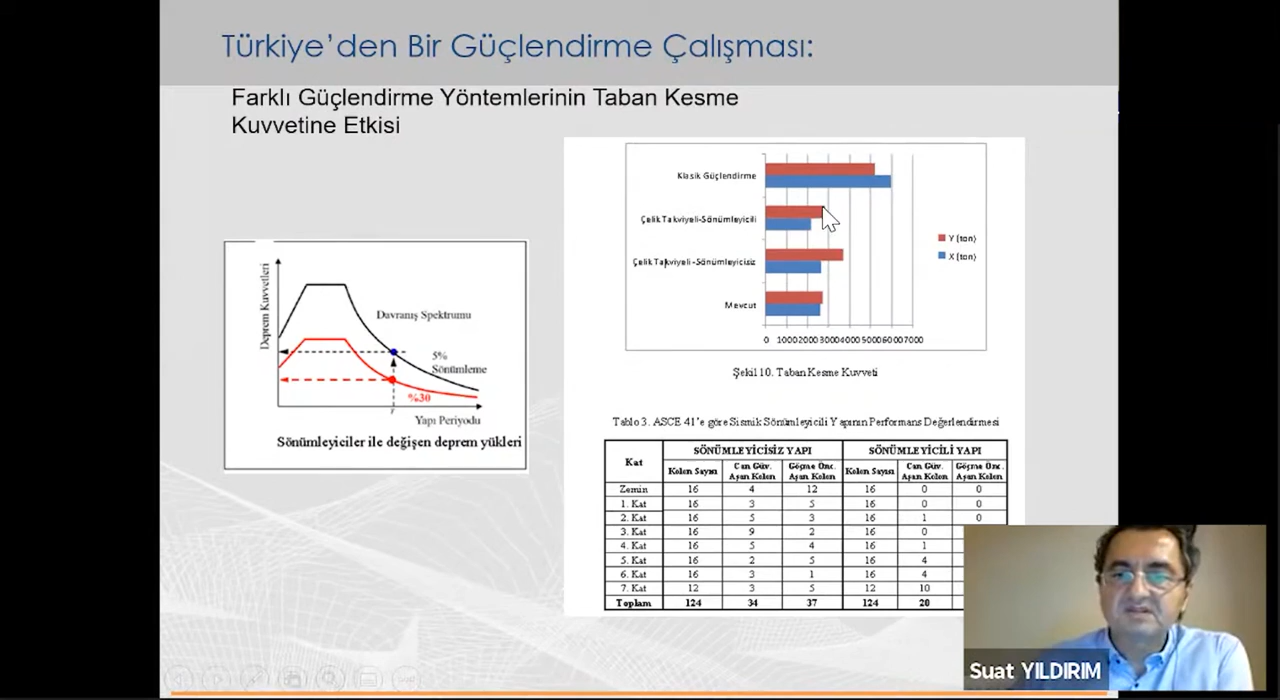 Türkiye’den Bir Güçlendirme Çalışması:
Farklı Güçlendirme Yöntemlerinin Taban Kesme
Kuvvetine Etkisi
Deprem Kuvvetleri
Davranış Spektrumu
5%
Sönümleme
%30
Yapı Periyodu
Sönümleyiciler ile değişen deprem yükleri
Klasik Güçlendirme
Çelik Takviyeli-Sönümleyicili
Çelik Takviyeli -Sönümleyicisiz
Mevcut
Y (ton)
X (ton)
0 1000 2000 3000 4000 5000 6000 7000
Şekil 10. Taban Kesme Kuvveti
Tablo 3. ASCE 41’e göre Sismik Sönümleyicili Yapının Performans Değerlendirmesi
Kat SÖNÜMLEYİCİSİZ YAPI SÖNÜMLEYİCİLİ YAPI
Kolon Sayısı Can Güv. Aşan Kolon Göçme Önc. Aşan Kolon Kolon Sayısı Can Güv. Aşan Kolon Göçme Önc. Aşan Kolon
Zemin 16 4 12 16 0 0
1. Kat 16 3 5 16 0 0
2. Kat 16 5 3 16 1 0
3. Kat 16 9 2 16 0
4. Kat 16 5 4 16 1
5. Kat 16 2 5 16 4
6. Kat 16 3 1 16 4
7. Kat 12 3 5 12 10
Toplam 124 34 37 124 20
Suat YILDIRIM